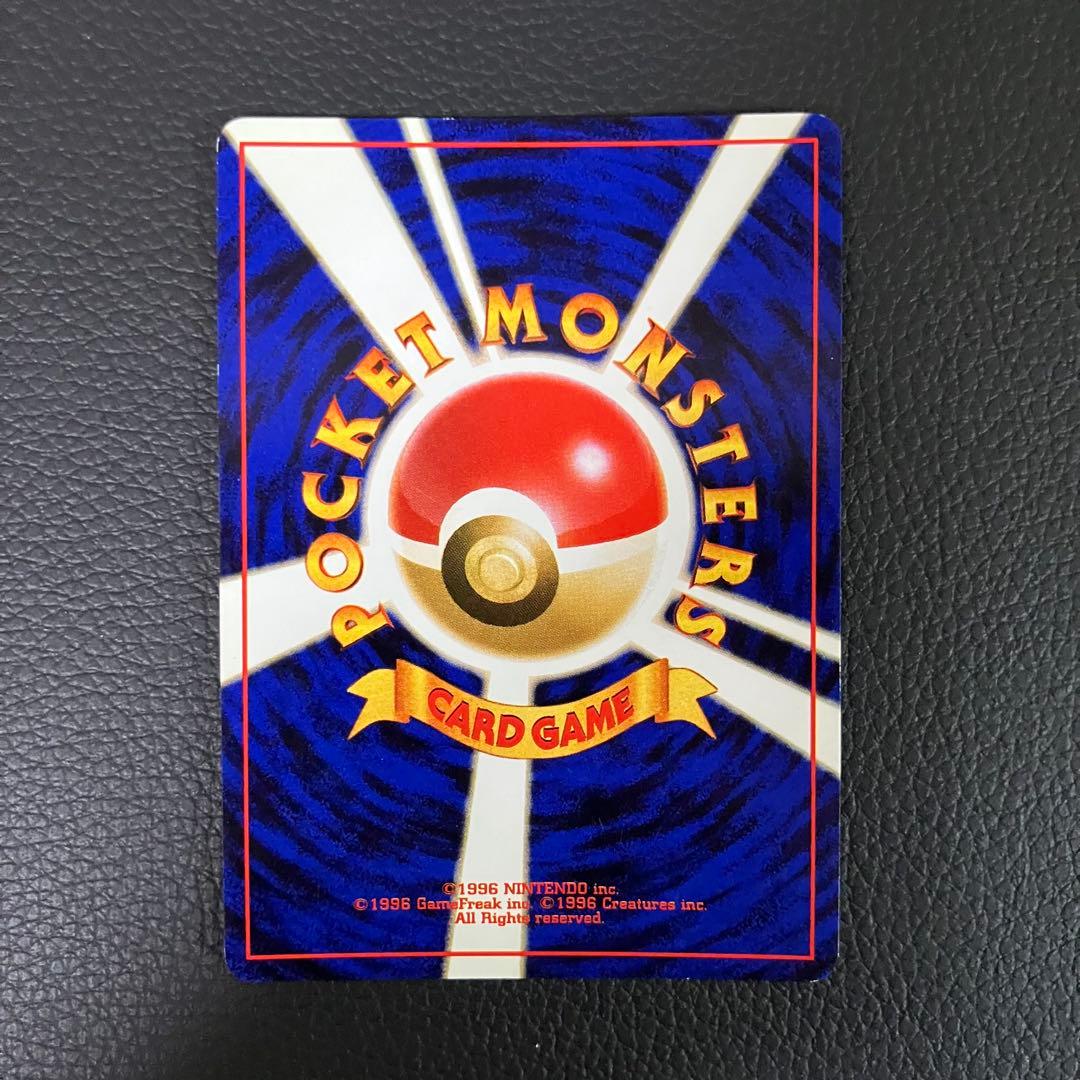 POCKET MONSTERS
CARD GAME
©1996 NINTENDO inc.
©1996 GameFreak inc. ©1996 Creatures inc.
All Rights reserved.